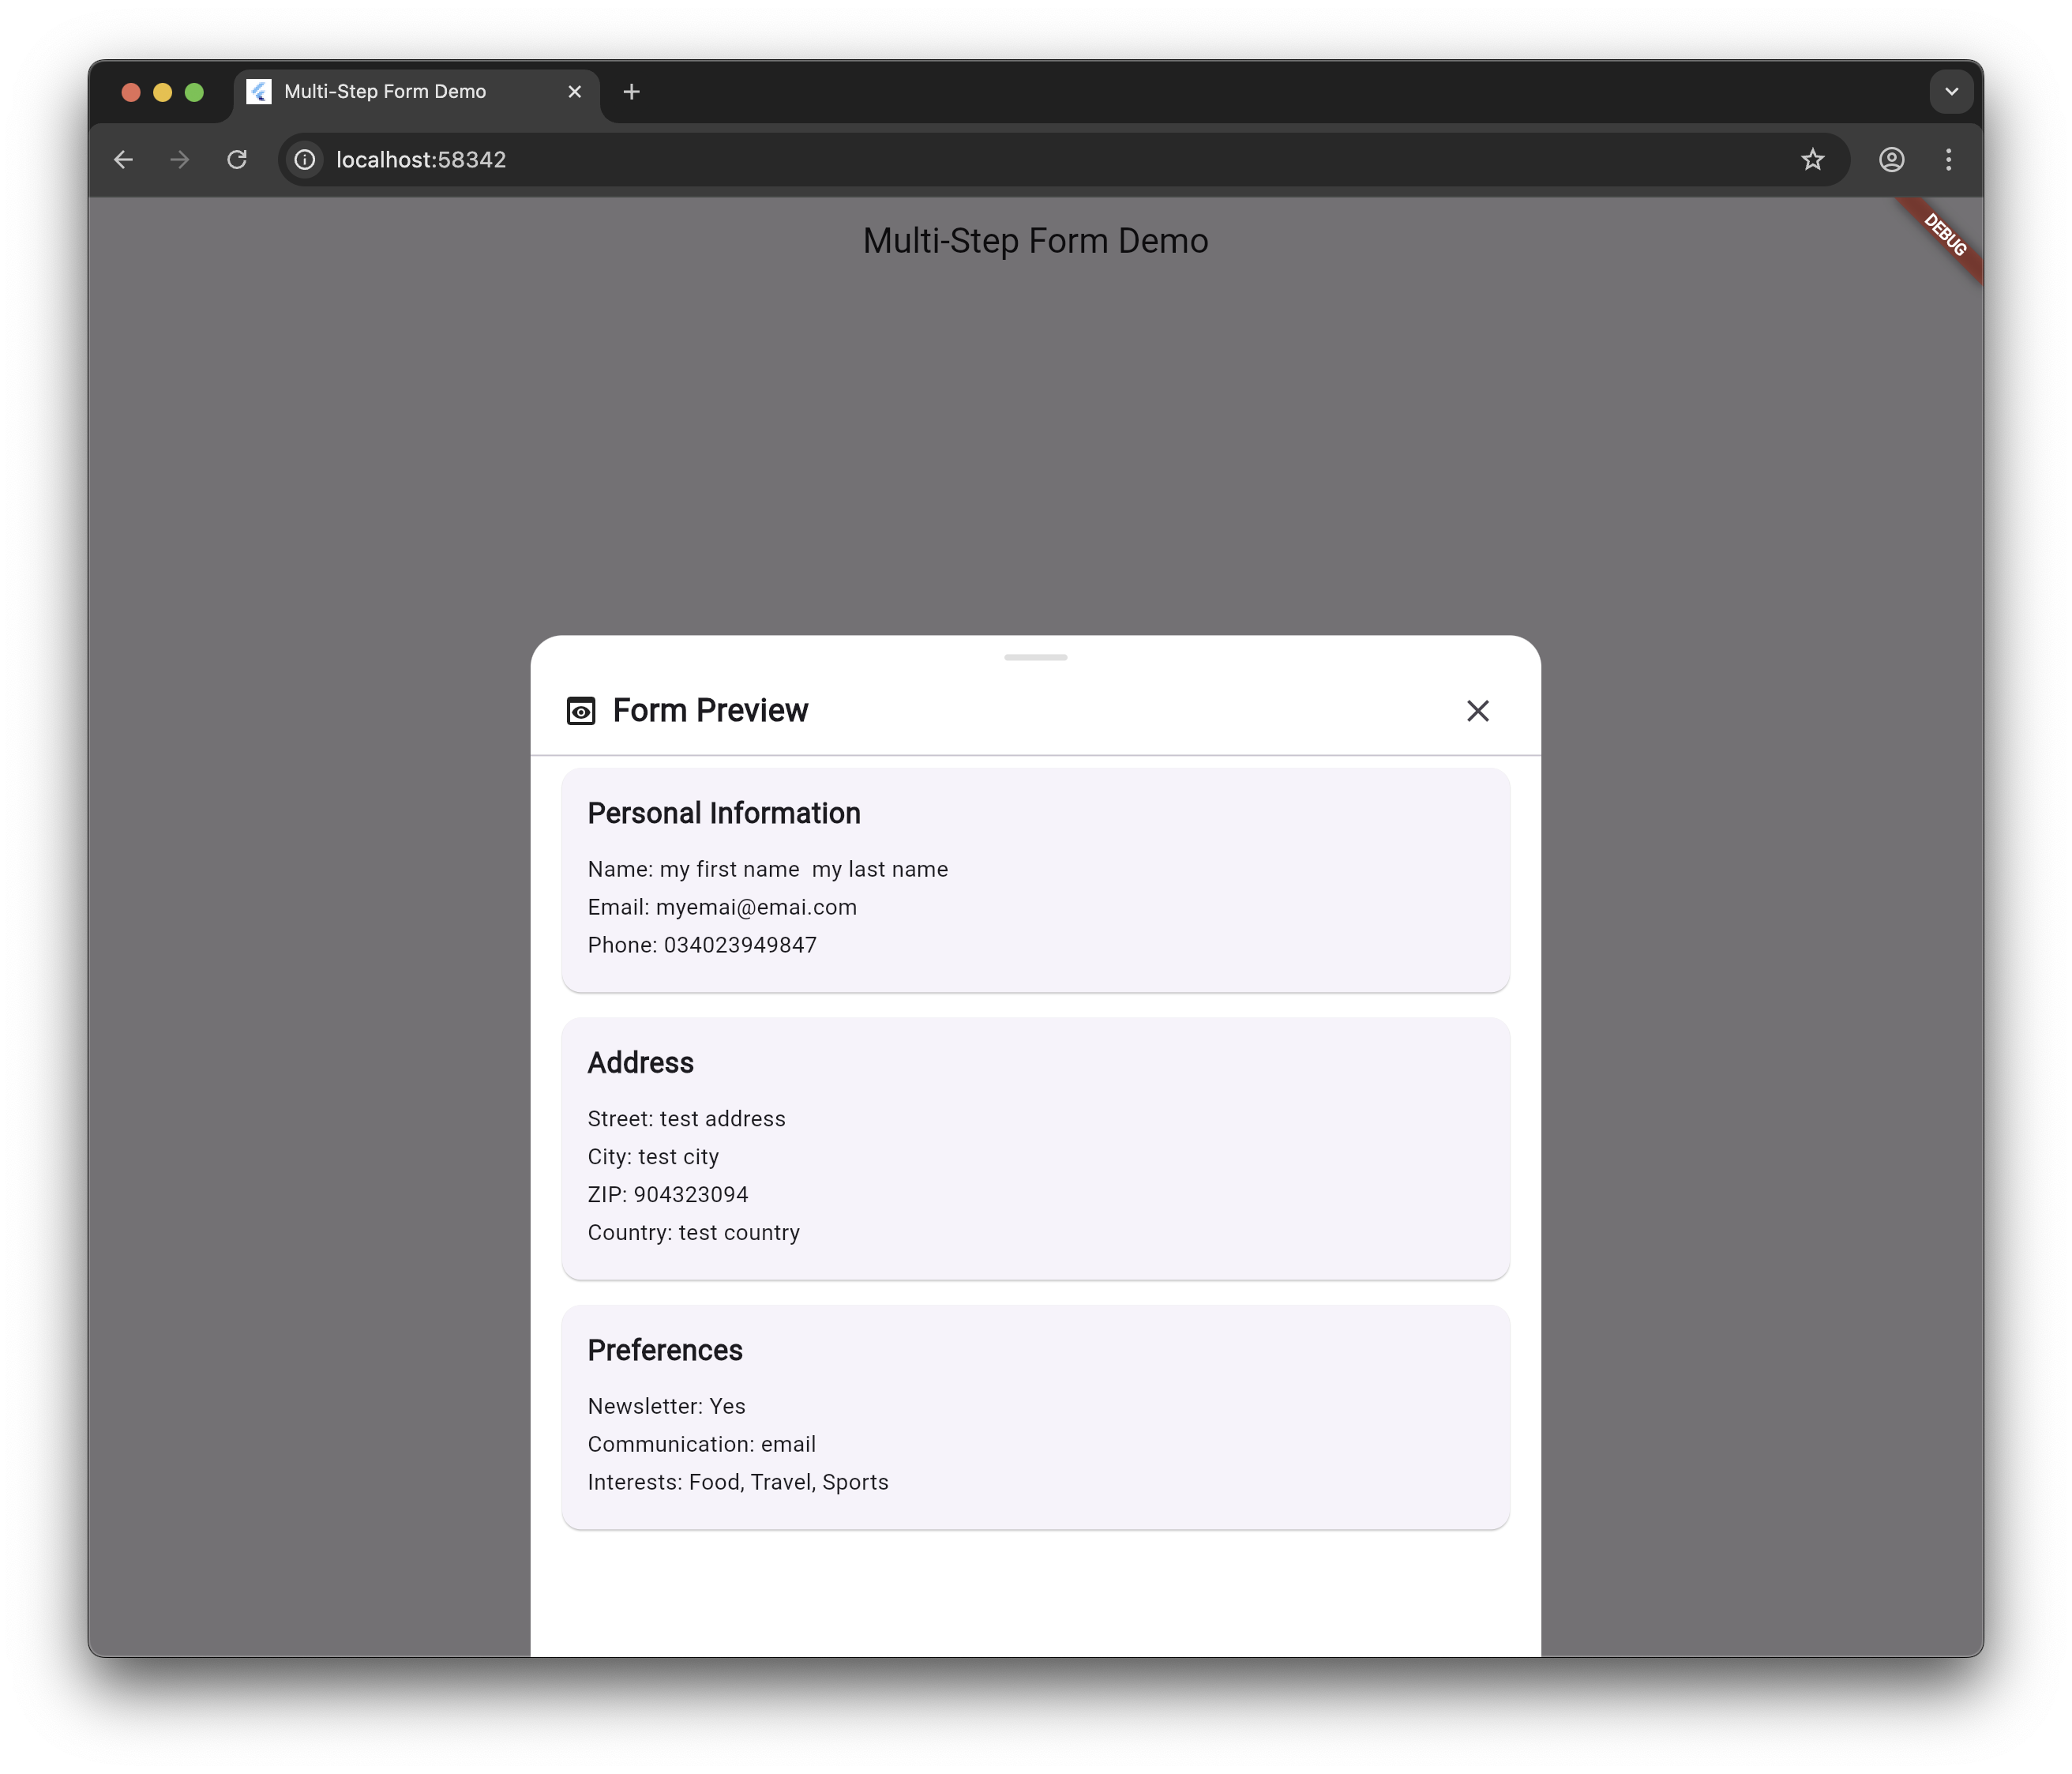 Multi-Step Form Demo
localhost:58342
Multi-Step Form Demo
DEBUG
Form Preview
Personal Information
Name: my first name  my last name
Email: myemai@emai.com
Phone: 034023949847
Address
Street: test address
City: test city
ZIP: 904323094
Country: test country
Preferences
Newsletter: Yes
Communication: email
Interests: Food, Travel, Sports